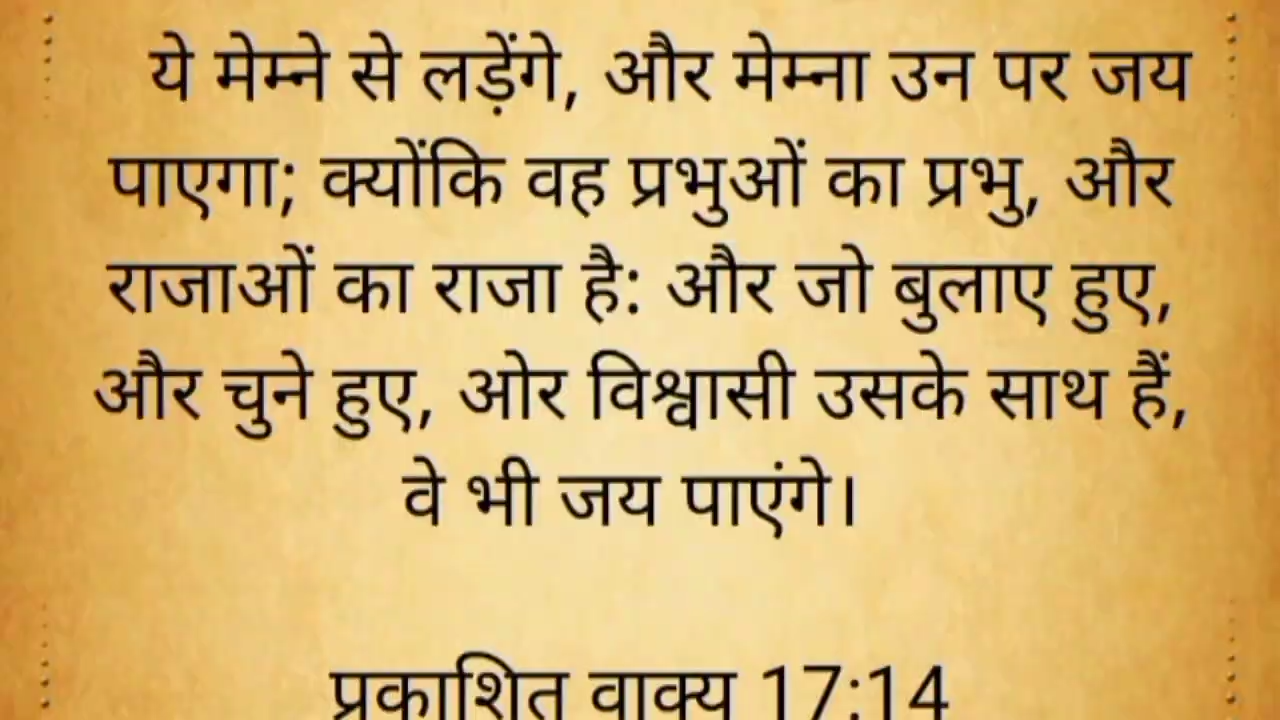 ये मेम्ने से लड़ेंगे, और मेम्ना उन पर जय
पाएगा; क्योंकि वह प्रभुओं का प्रभु, और
राजाओं का राजा है: और जो बुलाए हुए,
और चुने हुए, ओर विश्वासी उसके साथ हैं,
वे भी जय पाएंगे।
प्रकाशित वाक्य 17:14